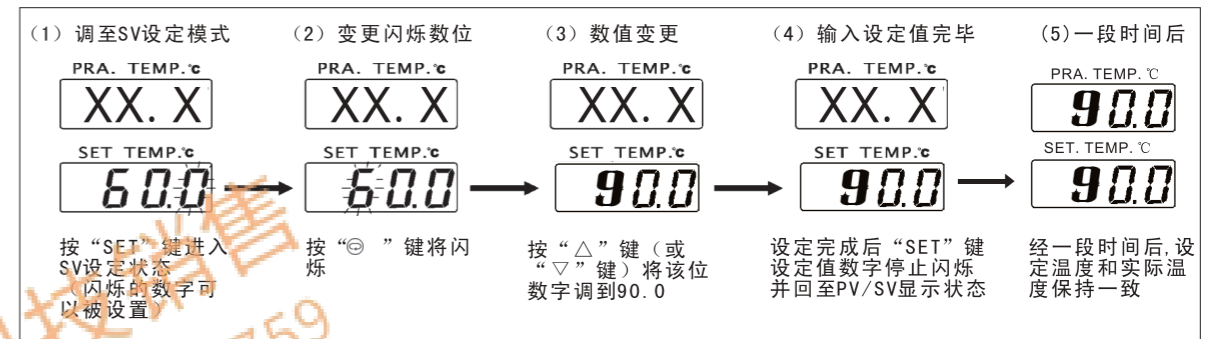 （1）调至SV设定模式
PRA. TEMP.℃
XX. X
SET TEMP.℃
60.0
按“SET”键进入
SV设定状态
（闪烁的数字可
以被设置）
（2）变更闪烁数位
PRA. TEMP.℃
XX. X
SET TEMP.℃
60.0
按“⊖ ”键将闪
烁
（3）数值变更
PRA. TEMP.℃
XX. X
SET TEMP.℃
90.0
按“△”键（或
“▽”键）将该位
数字调到90.0
（4）输入设定值完毕
PRA. TEMP.℃
XX. X
SET TEMP.℃
90.0
设定完成后“SET”键
设定值数字停止闪烁
并回至PV/SV显示状态
（5）一段时间后
PRA. TEMP. ℃
90.0
SET. TEMP. ℃
90.0
经一段时间后,设
定温度和实际温
度保持一致
技销售
759